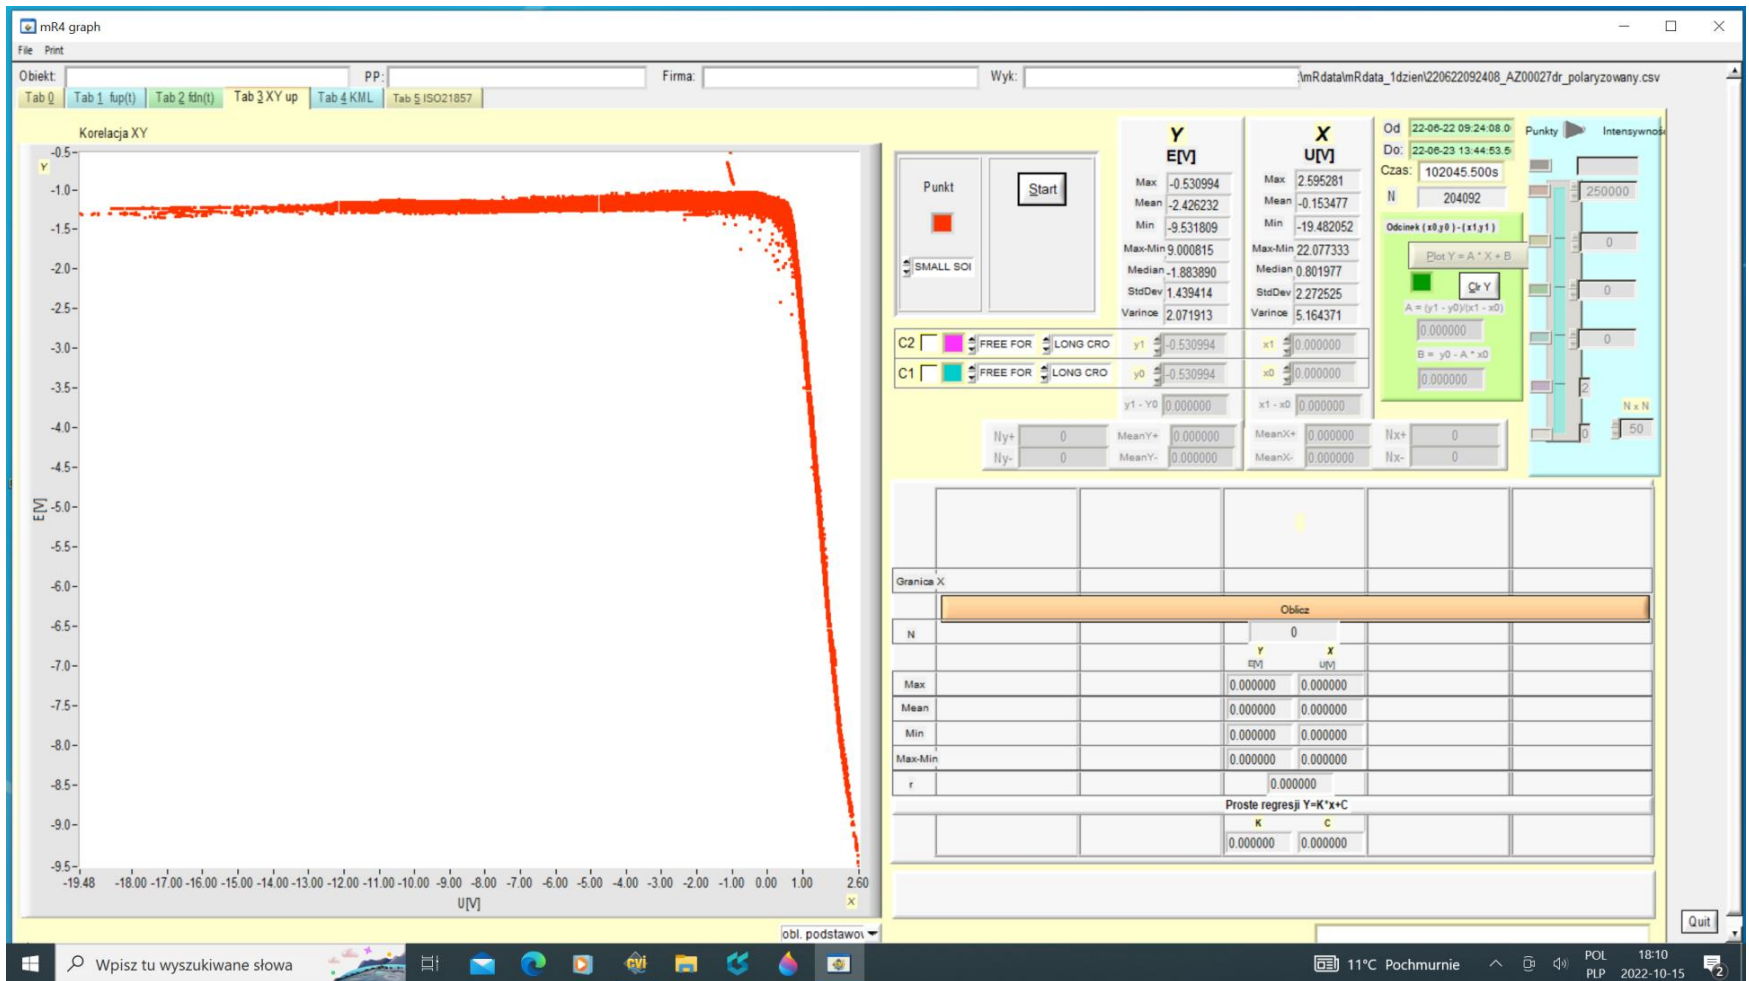 mR4 graph
File Print
Obiekt: PP: Firma: Wyk: :\mRdata\mRdata_1dzien\220622092408_AZ00027dr_polaryzowany.csv
Tab 0 Tab 1 fup(t) Tab 2 fdn(t) Tab 3 XY up Tab 4 KML Tab 5 ISO21857
Korelacja XY
Y
-0.5
-1.0
-1.5
-2.0
-2.5
-3.0
-3.5
-4.0
-4.5
-5.0
-5.5
-6.0
-6.5
-7.0
-7.5
-8.0
-8.5
-9.0
-9.5
E[V]
-19.48 -18.00 -17.00 -16.00 -15.00 -14.00 -13.00 -12.00 -11.00 -10.00 -9.00 -8.00 -7.00 -6.00 -5.00 -4.00 -3.00 -2.00 -1.00 0.00 1.00 2.60
U[V] X
obl. podstawow
Punkt Start
SMALL SOI
Y X
E[V] U[V]
Max -0.530994 Max 2.595281
Mean -2.426232 Mean -0.153477
Min -9.531809 Min -19.482052
Max-Min 9.000815 Max-Min 22.077333
Median -1.883890 Median 0.801977
StdDev 1.439414 StdDev 2.272525
Varince 2.071913 Varince 5.164371
C2 FREE FOR LONG CRO y1 -0.530994 x1 0.000000
C1 FREE FOR LONG CRO y0 -0.530994 x0 0.000000
y1 - Y0 0.000000 x1 - x0 0.000000
Ny+ 0 MeanY+ 0.000000 MeanX+ 0.000000 Nx+ 0
Ny- 0 MeanY- 0.000000 MeanX- 0.000000 Nx- 0
Od 22-06-22 09:24:08.0
Do: 22-06-23 13:44:53.5
Czas: 102045.500s
N 204092
Odcinek ( x0,y0 ) - ( x1,y1 )
Plot Y = A * X + B
Clr Y
A = (y1 - y0)/(x1 - x0)
0.000000
B = y0 - A * x0
0.000000
Punkty Intensywnoś
250000
0
0
0
2
0
N x N
50
Granica X
Oblicz
N 0
Y X
E[V] U[V]
Max 0.000000 0.000000
Mean 0.000000 0.000000
Min 0.000000 0.000000
Max-Min 0.000000 0.000000
r 0.000000
Proste regresji Y=K*x+C
K C
0.000000 0.000000
Quit
Wpisz tu wyszukiwane słowa
CVI
11°C Pochmurnie
POL 18:10
PLP 2022-10-15
2